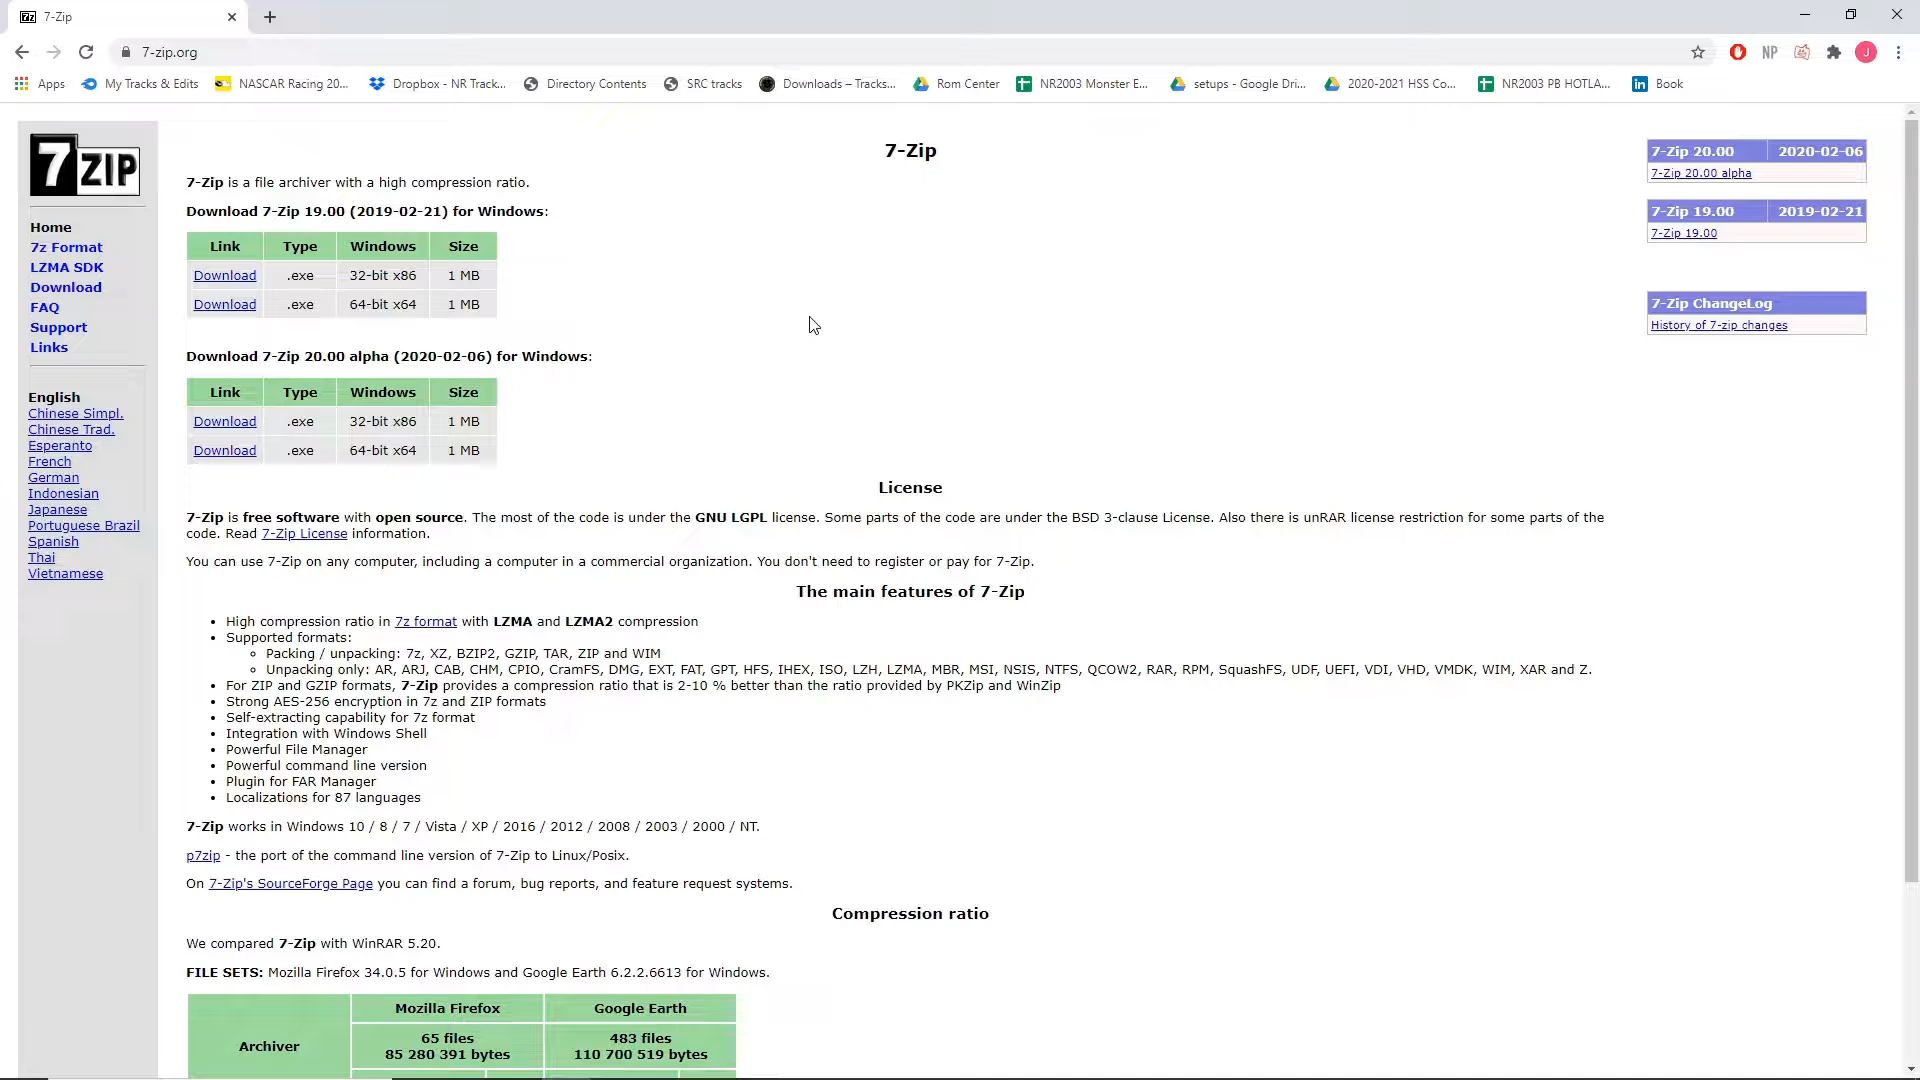 7-Zip
7-zip.org
NP
J
Apps
My Tracks & Edits
NASCAR Racing 20...
Dropbox - NR Track...
Directory Contents
SRC tracks
Downloads – Tracks...
Rom Center
NR2003 Monster E...
setups - Google Dri...
2020-2021 HSS Co...
NR2003 PB HOTLA...
Book
7ZIP
Home
7z Format
LZMA SDK
Download
FAQ
Support
Links
English
Chinese Simpl.
Chinese Trad.
Esperanto
French
German
Indonesian
Japanese
Portuguese Brazil
Spanish
Thai
Vietnamese
7-Zip
7-Zip is a file archiver with a high compression ratio.
Download 7-Zip 19.00 (2019-02-21) for Windows:
Link Type Windows Size
Download .exe 32-bit x86 1 MB
Download .exe 64-bit x64 1 MB
Download 7-Zip 20.00 alpha (2020-02-06) for Windows:
Link Type Windows Size
Download .exe 32-bit x86 1 MB
Download .exe 64-bit x64 1 MB
License
7-Zip is free software with open source. The most of the code is under the GNU LGPL license. Some parts of the code are under the BSD 3-clause License. Also there is unRAR license restriction for some parts of the
code. Read 7-Zip License information.
You can use 7-Zip on any computer, including a computer in a commercial organization. You don't need to register or pay for 7-Zip.
The main features of 7-Zip
• High compression ratio in 7z format with LZMA and LZMA2 compression
• Supported formats:
◦ Packing / unpacking: 7z, XZ, BZIP2, GZIP, TAR, ZIP and WIM
◦ Unpacking only: AR, ARJ, CAB, CHM, CPIO, CramFS, DMG, EXT, FAT, GPT, HFS, IHEX, ISO, LZH, LZMA, MBR, MSI, NSIS, NTFS, QCOW2, RAR, RPM, SquashFS, UDF, UEFI, VDI, VHD, VMDK, WIM, XAR and Z.
• For ZIP and GZIP formats, 7-Zip provides a compression ratio that is 2-10 % better than the ratio provided by PKZip and WinZip
• Strong AES-256 encryption in 7z and ZIP formats
• Self-extracting capability for 7z format
• Integration with Windows Shell
• Powerful File Manager
• Powerful command line version
• Plugin for FAR Manager
• Localizations for 87 languages
7-Zip works in Windows 10 / 8 / 7 / Vista / XP / 2016 / 2012 / 2008 / 2003 / 2000 / NT.
p7zip - the port of the command line version of 7-Zip to Linux/Posix.
On 7-Zip's SourceForge Page you can find a forum, bug reports, and feature request systems.
Compression ratio
We compared 7-Zip with WinRAR 5.20.
FILE SETS: Mozilla Firefox 34.0.5 for Windows and Google Earth 6.2.2.6613 for Windows.
Archiver
Mozilla Firefox Google Earth
65 files 483 files
85 280 391 bytes 110 700 519 bytes
7-Zip 20.00 2020-02-06
7-Zip 20.00 alpha
7-Zip 19.00 2019-02-21
7-Zip 19.00
7-Zip ChangeLog
History of 7-zip changes